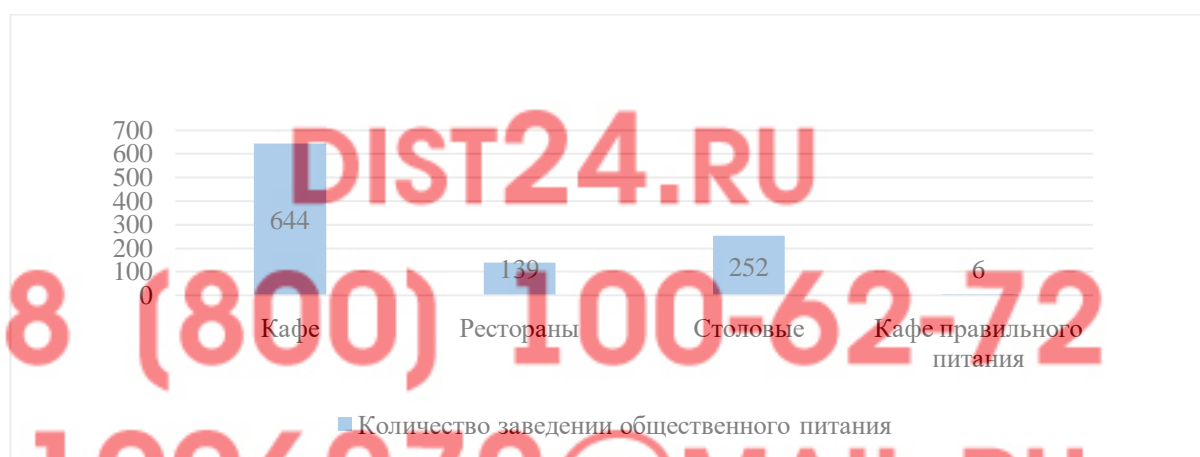 DIST24.RU
700
600
500
400
300
200
100
0
644
139
252
6
8 (800) 100-62-72
Кафе
Рестораны
Столовые
Кафе правильного
питания
Количество заведении общественного питания